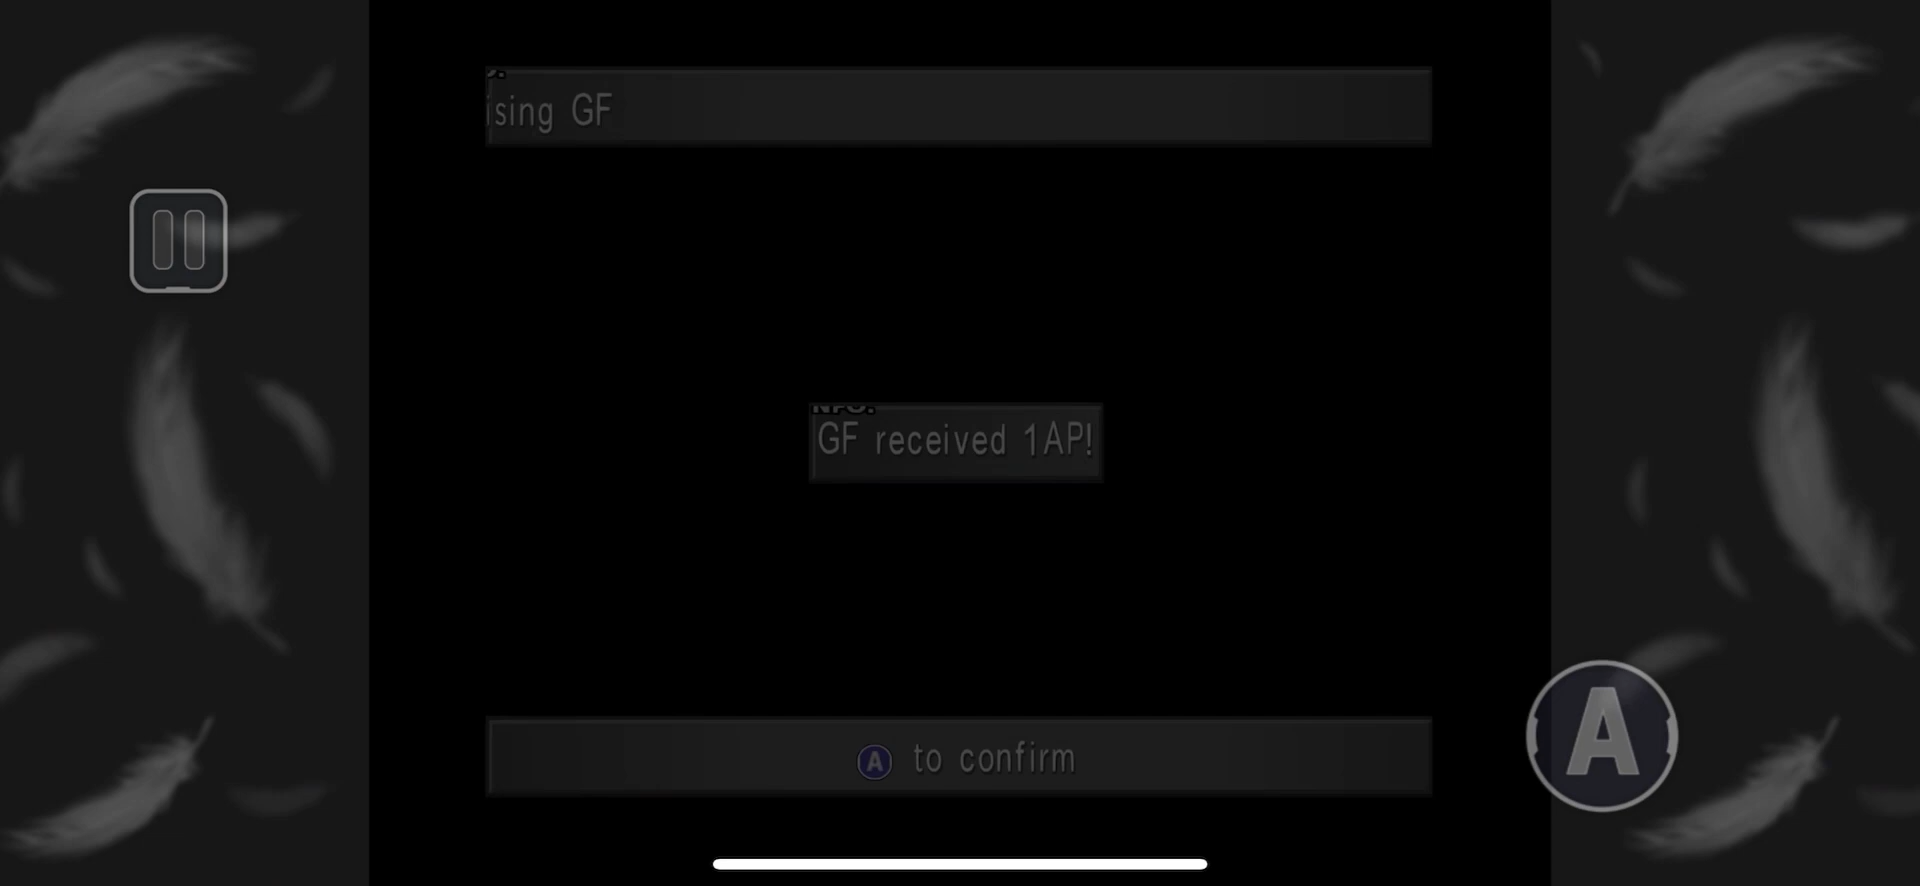 ising GF
GF received 1AP!
A to confirm
A